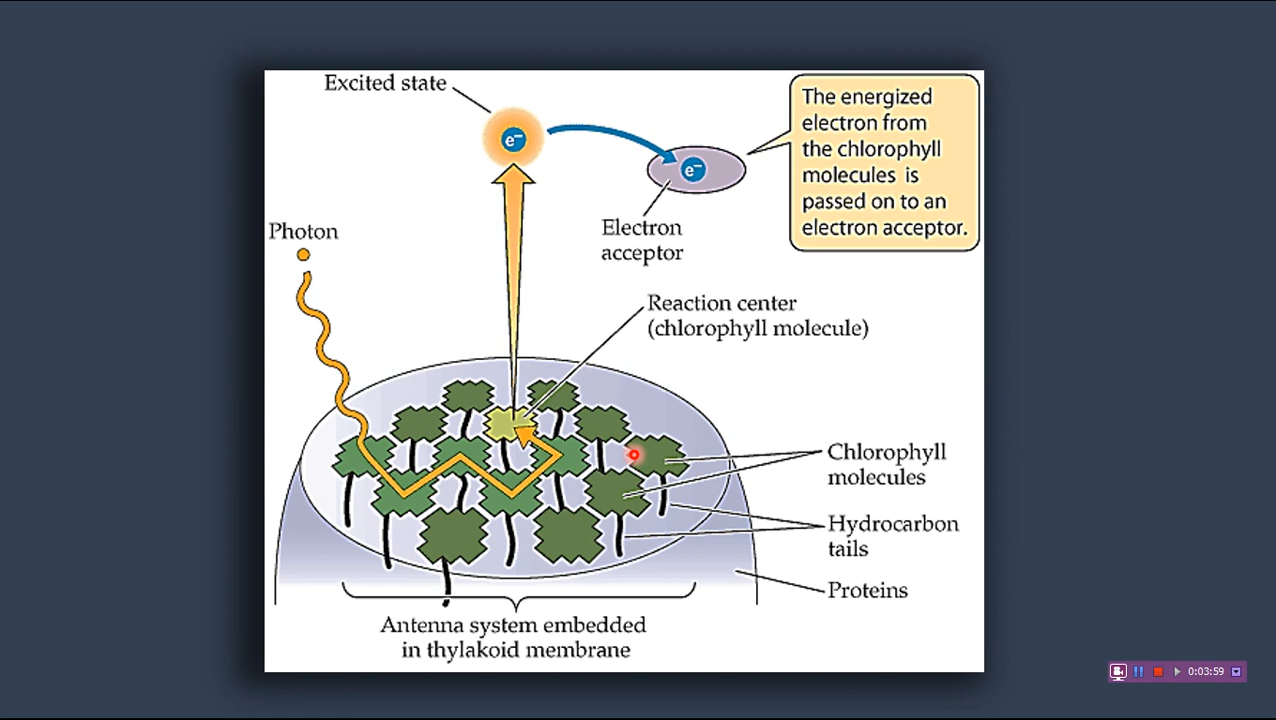 Excited state
e⁻
e⁻
The energized
electron from
the chlorophyll
molecules is
passed on to an
electron acceptor.
Electron
acceptor
Photon
Reaction center
(chlorophyll molecule)
Chlorophyll
molecules
Hydrocarbon
tails
Proteins
Antenna system embedded
in thylakoid membrane
0:03:59